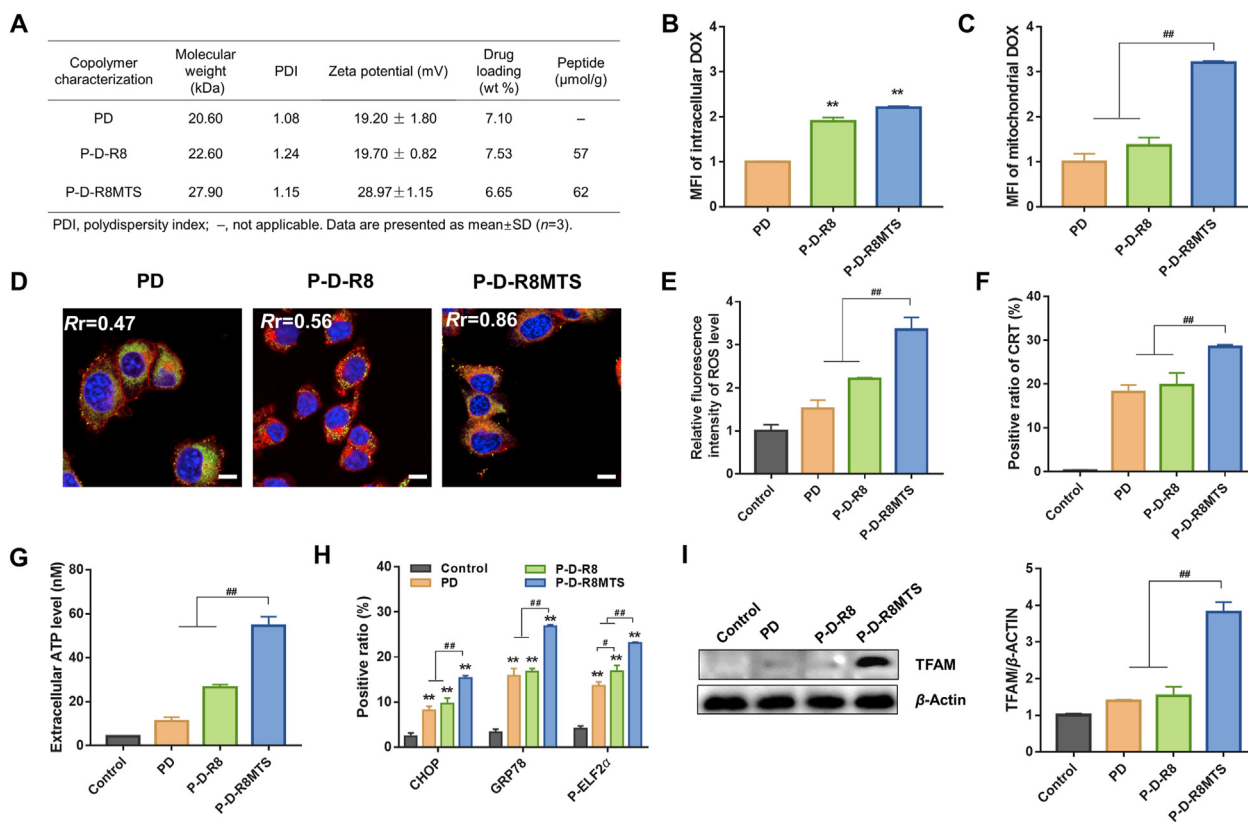 A
Copolymer characterization | Molecular weight (kDa) | PDI | Zeta potential (mV) | Drug loading (wt %) | Peptide (μmol/g)
PD | 20.60 | 1.08 | 19.20 ± 1.80 | 7.10 | –
P-D-R8 | 22.60 | 1.24 | 19.70 ± 0.82 | 7.53 | 57
P-D-R8MTS | 27.90 | 1.15 | 28.97±1.15 | 6.65 | 62
PDI, polydispersity index; –, not applicable. Data are presented as mean±SD (n=3).
B
MFI of intracellular DOX
4
3
2
1
0
**
**
PD
P-D-R8
P-D-R8MTS
C
MFI of mitochondrial DOX
4
3
2
1
0
##
PD
P-D-R8
P-D-R8MTS
D
PD
P-D-R8
P-D-R8MTS
Rr=0.47
Rr=0.56
Rr=0.86
E
Relative fluorescence
intensity of ROS level
4
3
2
1
0
##
Control
PD
P-D-R8
P-D-R8MTS
F
Positive ratio of CRT (%)
40
30
20
10
0
##
Control
PD
P-D-R8
P-D-R8MTS
G
Extracellular ATP level (nM)
80
60
40
20
0
##
Control
PD
P-D-R8
P-D-R8MTS
H
Positive ratio (%)
40
30
20
10
0
Control
PD
P-D-R8
P-D-R8MTS
** ** ** ##
** ** ** ##
** ** ** # ##
CHOP
GRP78
P-ELF2α
I
Control
PD
P-D-R8
P-D-R8MTS
TFAM
β-Actin
TFAM/β-ACTIN
5
4
3
2
1
0
##
Control
PD
P-D-R8
P-D-R8MTS